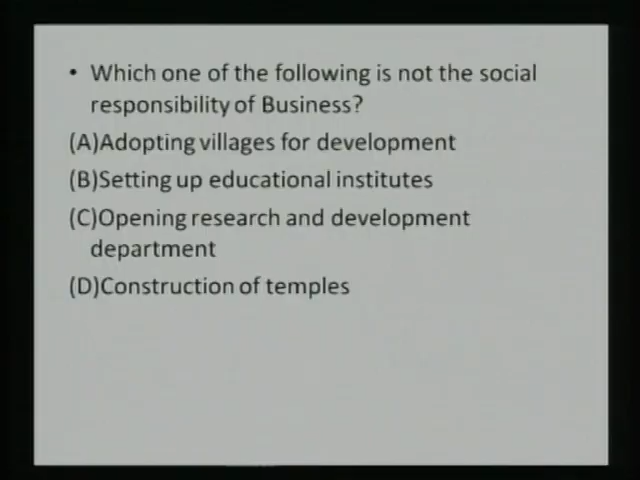 • Which one of the following is not the social
responsibility of Business?
(A)Adopting villages for development
(B)Setting up educational institutes
(C)Opening research and development
department
(D)Construction of temples